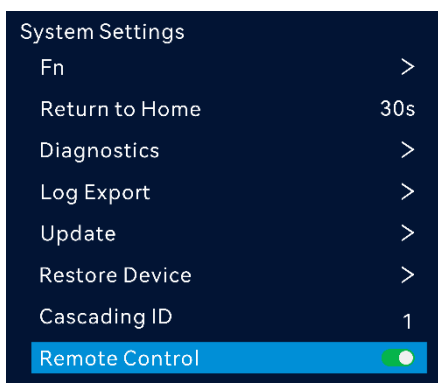 System Settings
Fn >
Return to Home 30s
Diagnostics >
Log Export >
Update >
Restore Device >
Cascading ID 1
Remote Control